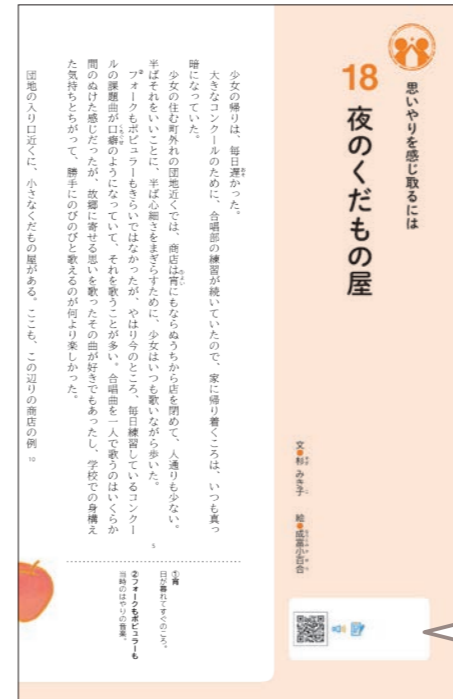 思いやりを感じ取るには
18 夜のくだもの屋
文●杉 みき子
絵●成富小百合
少女の帰りは、毎日遅かった。
大きなコンクールのために、合唱部の練習が続いていたので、家に帰り着くころは、いつも真っ
暗になっていた。
少女の住む町外れの団地近くでは、商店は宵にもならぬうちから店を閉めて、人通りも少ない。
半ばそれをいいことに、半ば心細さをまぎらすために、少女はいつも歌いながら歩いた。
フォークもポピュラーもきらいではなかったが、やはり今のところ、毎日練習しているコンクー
ルの課題曲が口癖のようになっていて、それを歌うことが多い。合唱曲を一人で歌うのはいくらか
間のぬけた感じだったが、故郷に寄せる思いを歌ったその曲が好きでもあったし、学校での身構え
た気持ちとちがって、勝手にのびのびと歌えるのが何より楽しかった。
団地の入り口近くに、小さなくだもの屋がある。ここも、この辺りの商店の例
5
10
①宵
日が暮れてすぐのころ。
②フォークもポピュラーも
当時のはやりの音楽。